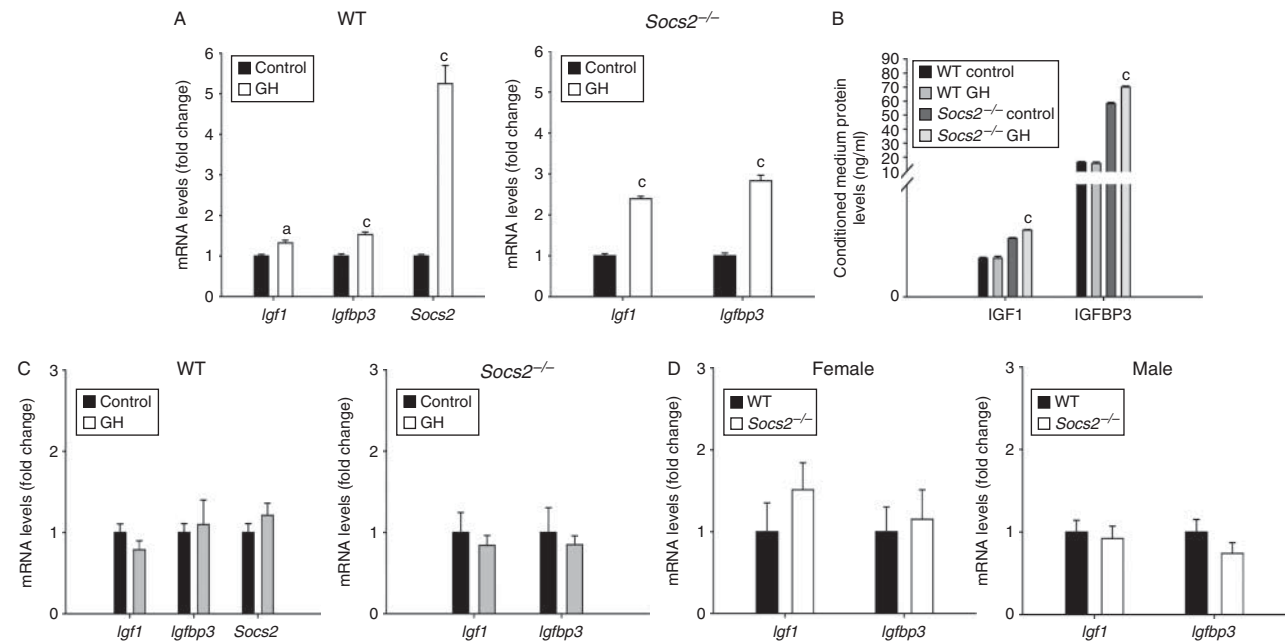 A
WT
Socs2–/–
mRNA levels (fold change)
6
5
4
3
2
1
0
Control
GH
a
c
c
Igf1
Igfbp3
Socs2
mRNA levels (fold change)
6
5
4
3
2
1
0
Control
GH
c
c
Igf1
Igfbp3
B
Conditioned medium protein
levels (ng/ml)
90
80
70
60
50
40
30
20
10
0
WT control
WT GH
Socs2–/– control
Socs2–/– GH
c
c
IGF1
IGFBP3
C
WT
mRNA levels (fold change)
3
2
1
0
Control
GH
Igf1
Igfbp3
Socs2
Socs2–/–
mRNA levels (fold change)
3
2
1
0
Control
GH
Igf1
Igfbp3
D
Female
mRNA levels (fold change)
3
2
1
0
WT
Socs2–/–
Igf1
Igfbp3
Male
mRNA levels (fold change)
3
2
1
0
WT
Socs2–/–
Igf1
Igfbp3